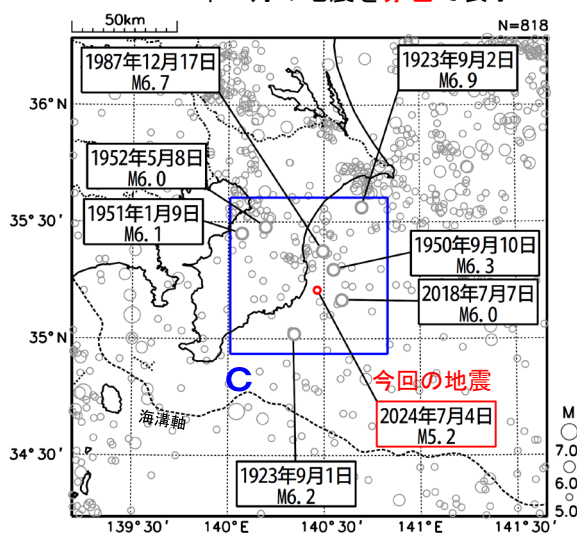 50km
N=818
1987年12月17日
M6.7
1923年9月2日
M6.9
36°N
1952年5月8日
M6.0
35°30′
1951年1月9日
M6.1
1950年9月10日
M6.3
2018年7月7日
M6.0
35°N
C
今回の地震
海溝軸
2024年7月4日
M5.2
M
7.0
6.0
5.0
34°30′
1923年9月1日
M6.2
139°30′
140°E
140°30′
141°E
141°30′